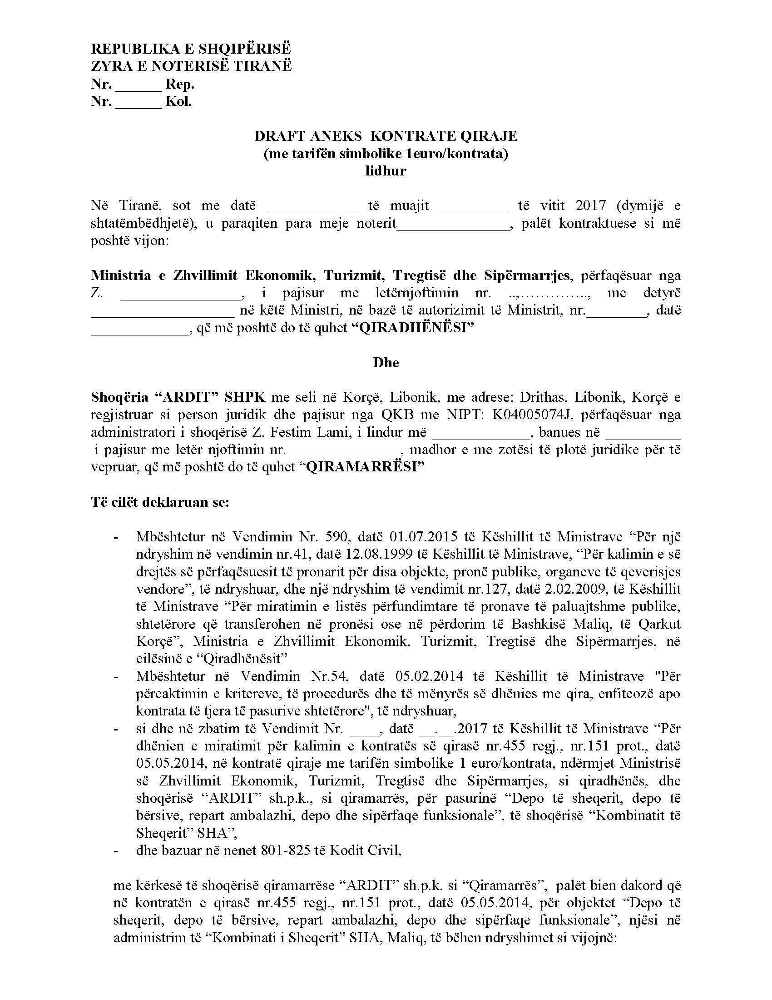 REPUBLIKA E SHQIPËRISË
ZYRA E NOTERISË TIRANË
Nr. ______ Rep.
Nr. ______ Kol.
DRAFT ANEKS  KONTRATE QIRAJE
(me tarifën simbolike 1euro/kontrata)
lidhur
Në Tiranë, sot me datë ____________ të muajit _________ të vitit 2017 (dymijë e
shtatëmbëdhjetë), u paraqiten para meje noterit_______________, palët kontraktuese si më
poshtë vijon:
Ministria e Zhvillimit Ekonomik, Turizmit, Tregtisë dhe Sipërmarrjes, përfaqësuar nga
Z. ________________, i pajisur me letërnjoftimin nr. ..,………….., me detyrë
___________________ në këtë Ministri, në bazë të autorizimit të Ministrit, nr.________, datë
_____________, që më poshtë do të quhet “QIRADHËNËSI”
Dhe
Shoqëria “ARDIT” SHPK me seli në Korçë, Libonik, me adrese: Drithas, Libonik, Korçë e
regjistruar si person juridik dhe pajisur nga QKB me NIPT: K04005074J, përfaqësuar nga
administratori i shoqërisë Z. Festim Lami, i lindur më _____________, banues në __________
i pajisur me letër njoftimin nr._______________, madhor e me zotësi të plotë juridike për të
vepruar, që më poshtë do të quhet “QIRAMARRËSI”
Të cilët deklaruan se:
- Mbështetur në Vendimin Nr. 590, datë 01.07.2015 të Këshillit të Ministrave “Për një
ndryshim në vendimin nr.41, datë 12.08.1999 të Këshillit të Ministrave, “Për kalimin e së
drejtës së përfaqësuesit të pronarit për disa objekte, pronë publike, organeve të qeverisjes
vendore”, të ndryshuar, dhe një ndryshim të vendimit nr.127, datë 2.02.2009, të Këshillit
të Ministrave “Për miratimin e listës përfundimtare të pronave të paluajtshme publike,
shtetërore që transferohen në pronësi ose në përdorim të Bashkisë Maliq, të Qarkut
Korçë”, Ministria e Zhvillimit Ekonomik, Turizmit, Tregtisë dhe Sipërmarrjes, në
cilësinë e “Qiradhënësit”
- Mbështetur në Vendimin Nr.54, datë 05.02.2014 të Këshillit të Ministrave "Për
përcaktimin e kritereve, të procedurës dhe të mënyrës së dhënies me qira, enfiteozë apo
kontrata të tjera të pasurive shtetërore", të ndryshuar,
- si dhe në zbatim të Vendimit Nr. ____, datë __.__.2017 të Këshillit të Ministrave “Për
dhënien e miratimit për kalimin e kontratës së qirasë nr.455 regj., nr.151 prot., datë
05.05.2014, në kontratë qiraje me tarifën simbolike 1 euro/kontrata, ndërmjet Ministrisë
së Zhvillimit Ekonomik, Turizmit, Tregtisë dhe Sipërmarrjes, si qiradhënës, dhe
shoqërisë “ARDIT” sh.p.k., si qiramarrës, për pasurinë “Depo të sheqerit, depo të
bërsive, repart ambalazhi, depo dhe sipërfaqe funksionale”, të shoqërisë “Kombinatit të
Sheqerit” SHA”,
- dhe bazuar në nenet 801-825 të Kodit Civil,
me kërkesë të shoqërisë qiramarrëse “ARDIT” sh.p.k. si “Qiramarrës”,  palët bien dakord që
në kontratën e qirasë nr.455 regj., nr.151 prot., datë 05.05.2014, për objektet “Depo të
sheqerit, depo të bërsive, repart ambalazhi, depo dhe sipërfaqe funksionale”, njësi në
administrim të “Kombinati i Sheqerit” SHA, Maliq, të bëhen ndryshimet si vijojnë: